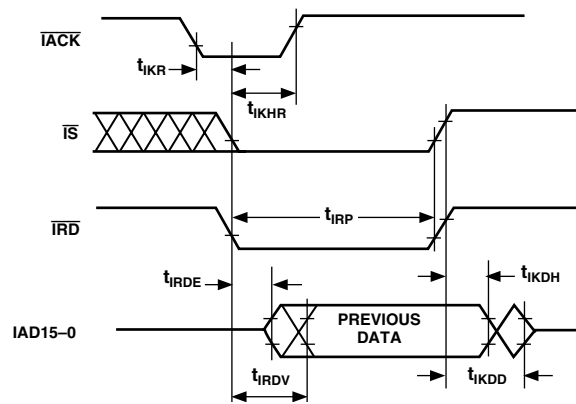 IACK
tIKR
tIKHR
IS
tIRP
IRD
tIRDE
tIKDH
IAD15–0
PREVIOUS
DATA
tIKDD
tIRDV